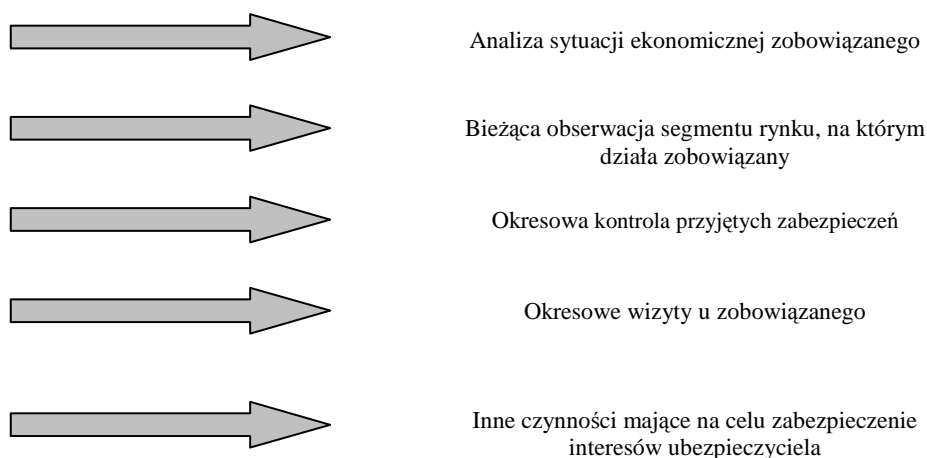 Analiza sytuacji ekonomicznej zobowiązanego
Bieżąca obserwacja segmentu rynku, na którym
działa zobowiązany
Okresowa kontrola przyjętych zabezpieczeń
Okresowe wizyty u zobowiązanego
Inne czynności mające na celu zabezpieczenie
interesów ubezpieczyciela